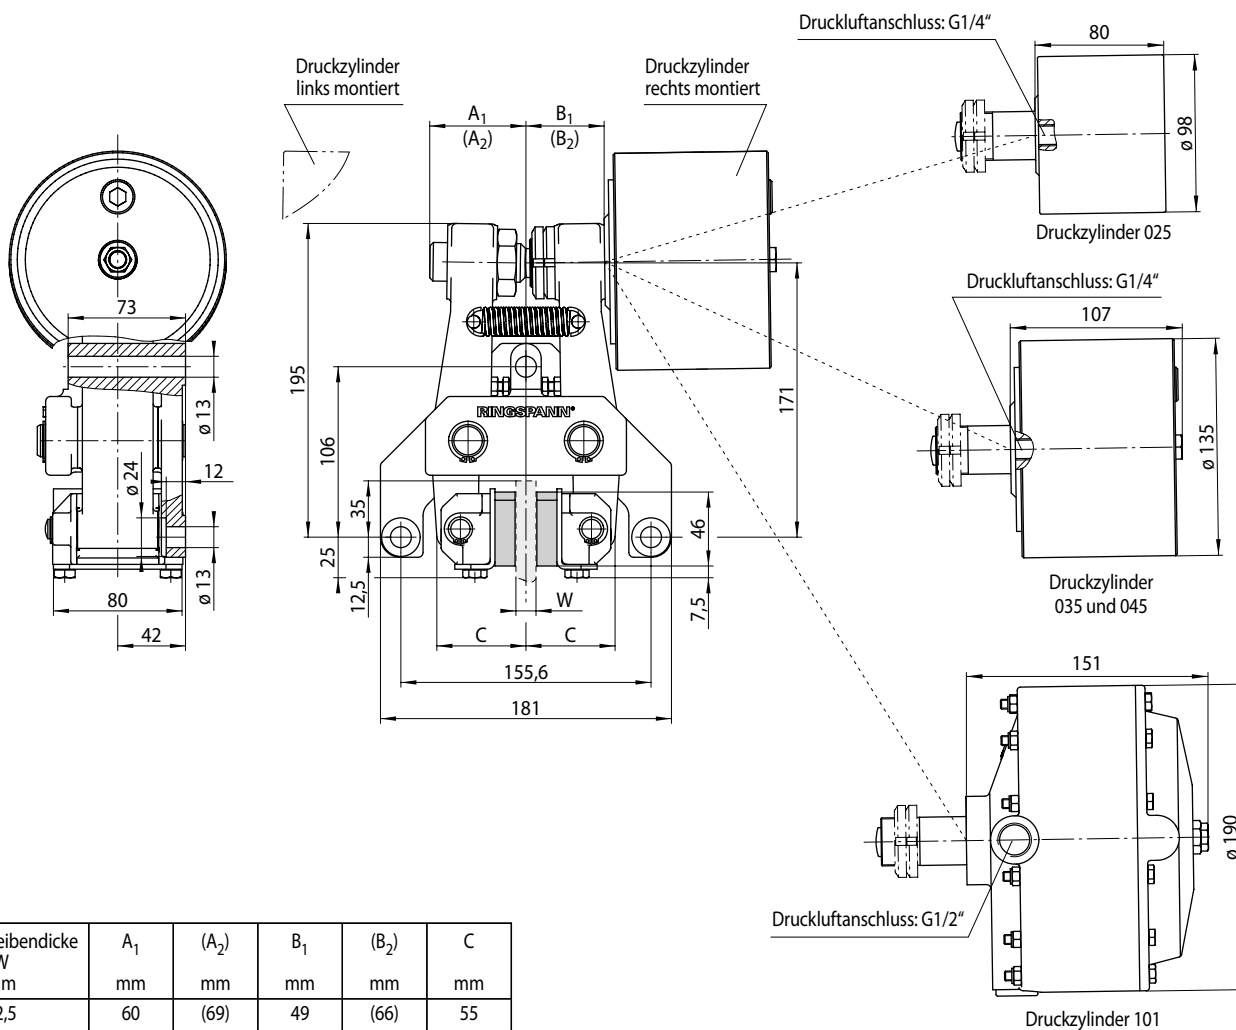 Druckluftanschluss: G1/4“
80
Druckzylinder
links montiert
Druckzylinder
rechts montiert
A1
(A2)
B1
(B2)
ø 98
Druckzylinder 025
Druckluftanschluss: G1/4“
107
73
195
171
ø 13
106
RINGSPANN®
ø 135
ø 24
12
35
46
25
12,5
W
7,5
ø 13
80
42
C
C
155,6
181
Druckzylinder
035 und 045
151
ø 190
Druckluftanschluss: G1/2“
Druckzylinder 101
A1
(A2)
B1
(B2)
C
mm
mm
mm
mm
mm
60
(69)
49
(66)
55